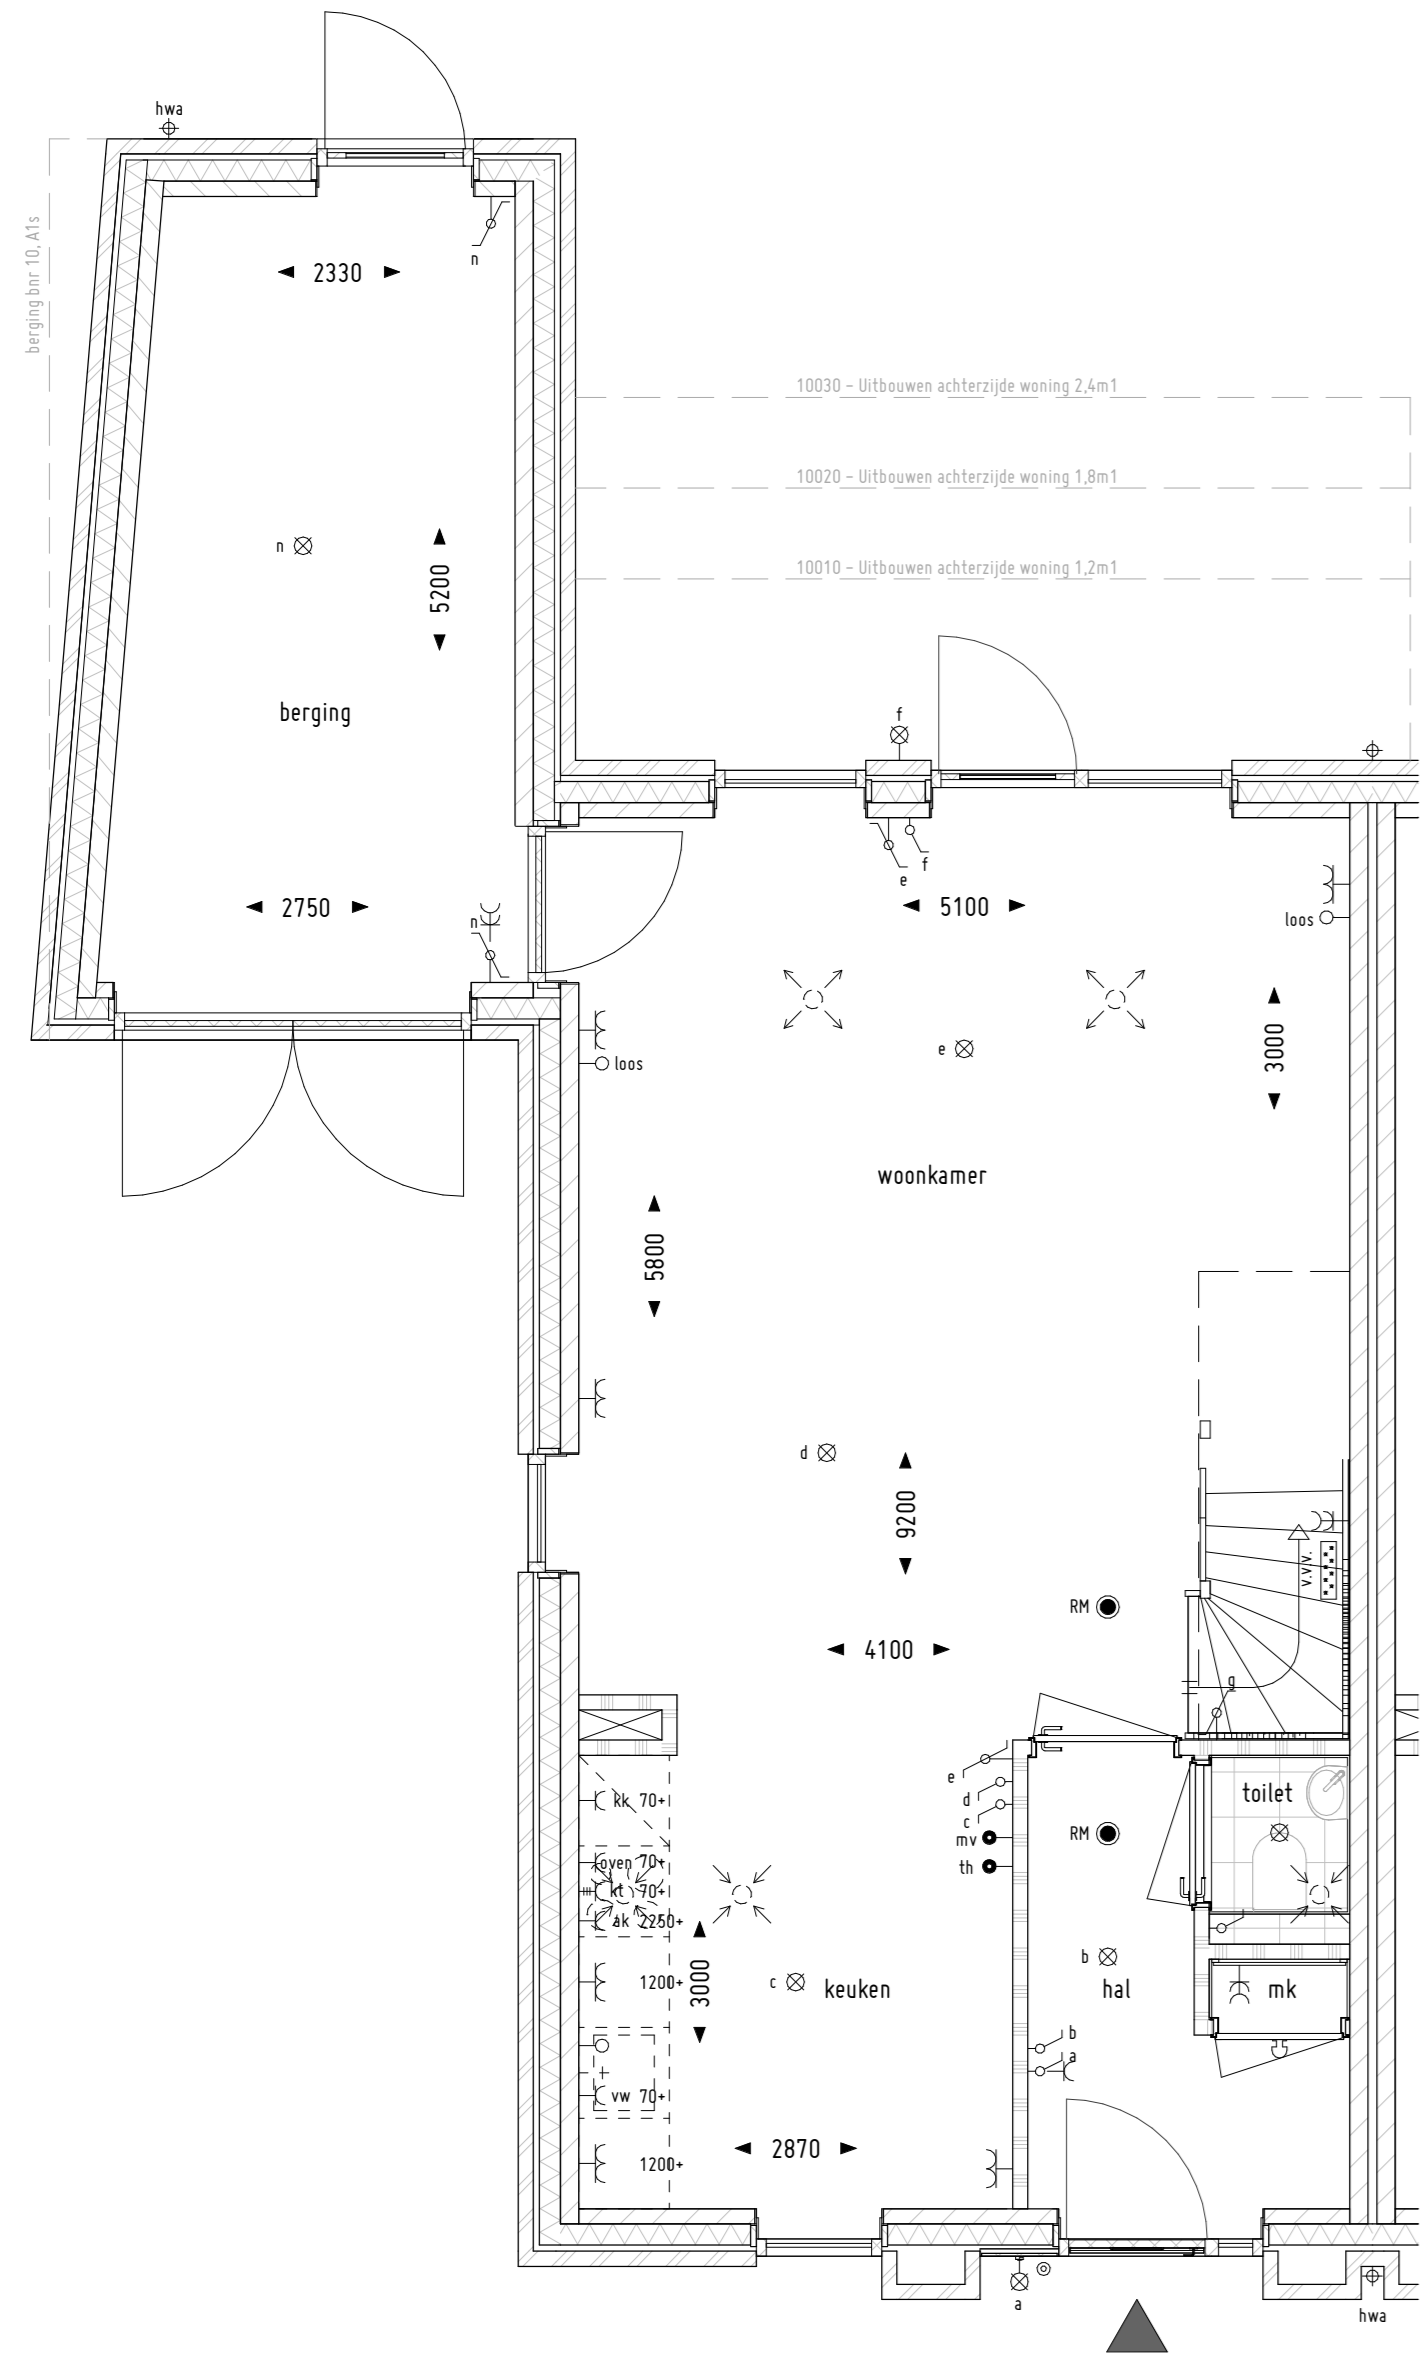 hwa
berging bnr 10, A1s
n
2330
10030 - Uitbouwen achterzijde woning 2,4m1
10020 - Uitbouwen achterzijde woning 1,8m1
10010 - Uitbouwen achterzijde woning 1,2m1
n
5200
berging
f
f
e
2750
n
5100
loos
e
3000
loos
woonkamer
5800
d
9200
v.v.v.
RM
4100
g
e
d
c
mv
th
RM
toilet
kk 70+
oven 70+
kt 70+
ak 2250+
1200+
3000
c
keuken
b
hal
mk
b
a
vw 70+
2870
1200+
a
hwa